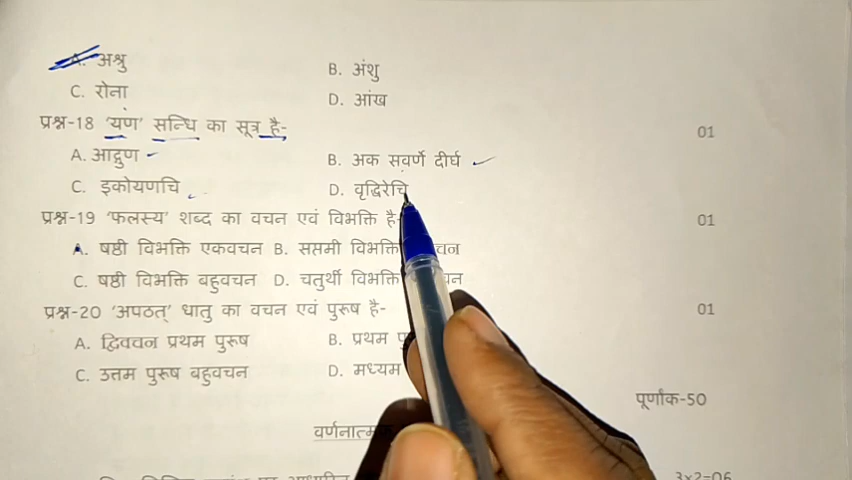 A. अश्रु B. अंशु
C. रोना D. आंख
प्रश्न-18 'यण' सन्धि का सूत्र है- 01
A. आद्गुण B. अक सवर्णे दीर्घ
C. इकोयणचि D. वृद्धिरेचि
प्रश्न-19 'फलस्य' शब्द का वचन एवं विभक्ति है- 01
A. षष्ठी विभक्ति एकवचन B. सप्तमी विभक्ति
C. षष्ठी विभक्ति बहुवचन D. चतुर्थी विभक्ति
प्रश्न-20 'अपठत्' धातु का वचन एवं पुरूष है- 01
A. द्विवचन प्रथम पुरूष B. प्रथम
C. उत्तम पुरूष बहुवचन D. मध्यम
पूर्णांक-50
3x2=06